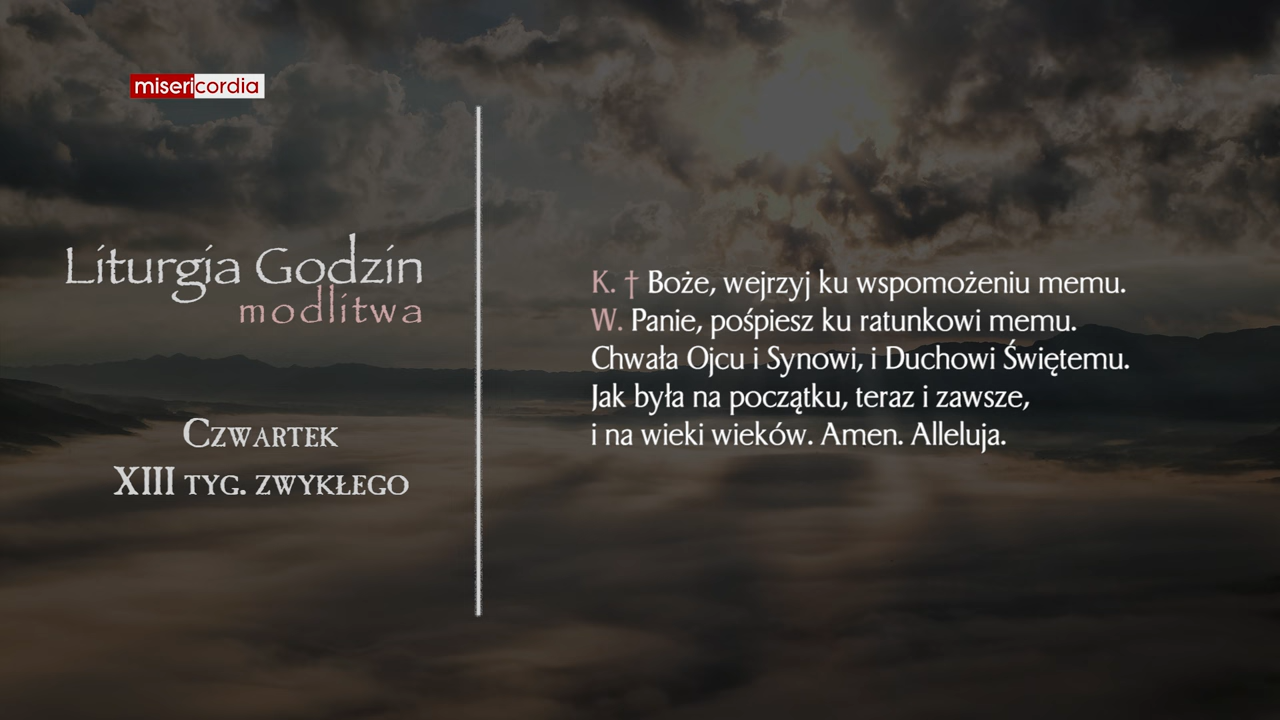 misericordia
Liturgia Godzin
modlitwa
Czwartek
XIII tyg. zwykłego
K. † Boże, wejrzyj ku wspomożeniu memu.
W. Panie, pośpiesz ku ratunkowi memu.
Chwała Ojcu i Synowi, i Duchowi Świętemu.
Jak była na początku, teraz i zawsze,
i na wieki wieków. Amen. Alleluja.